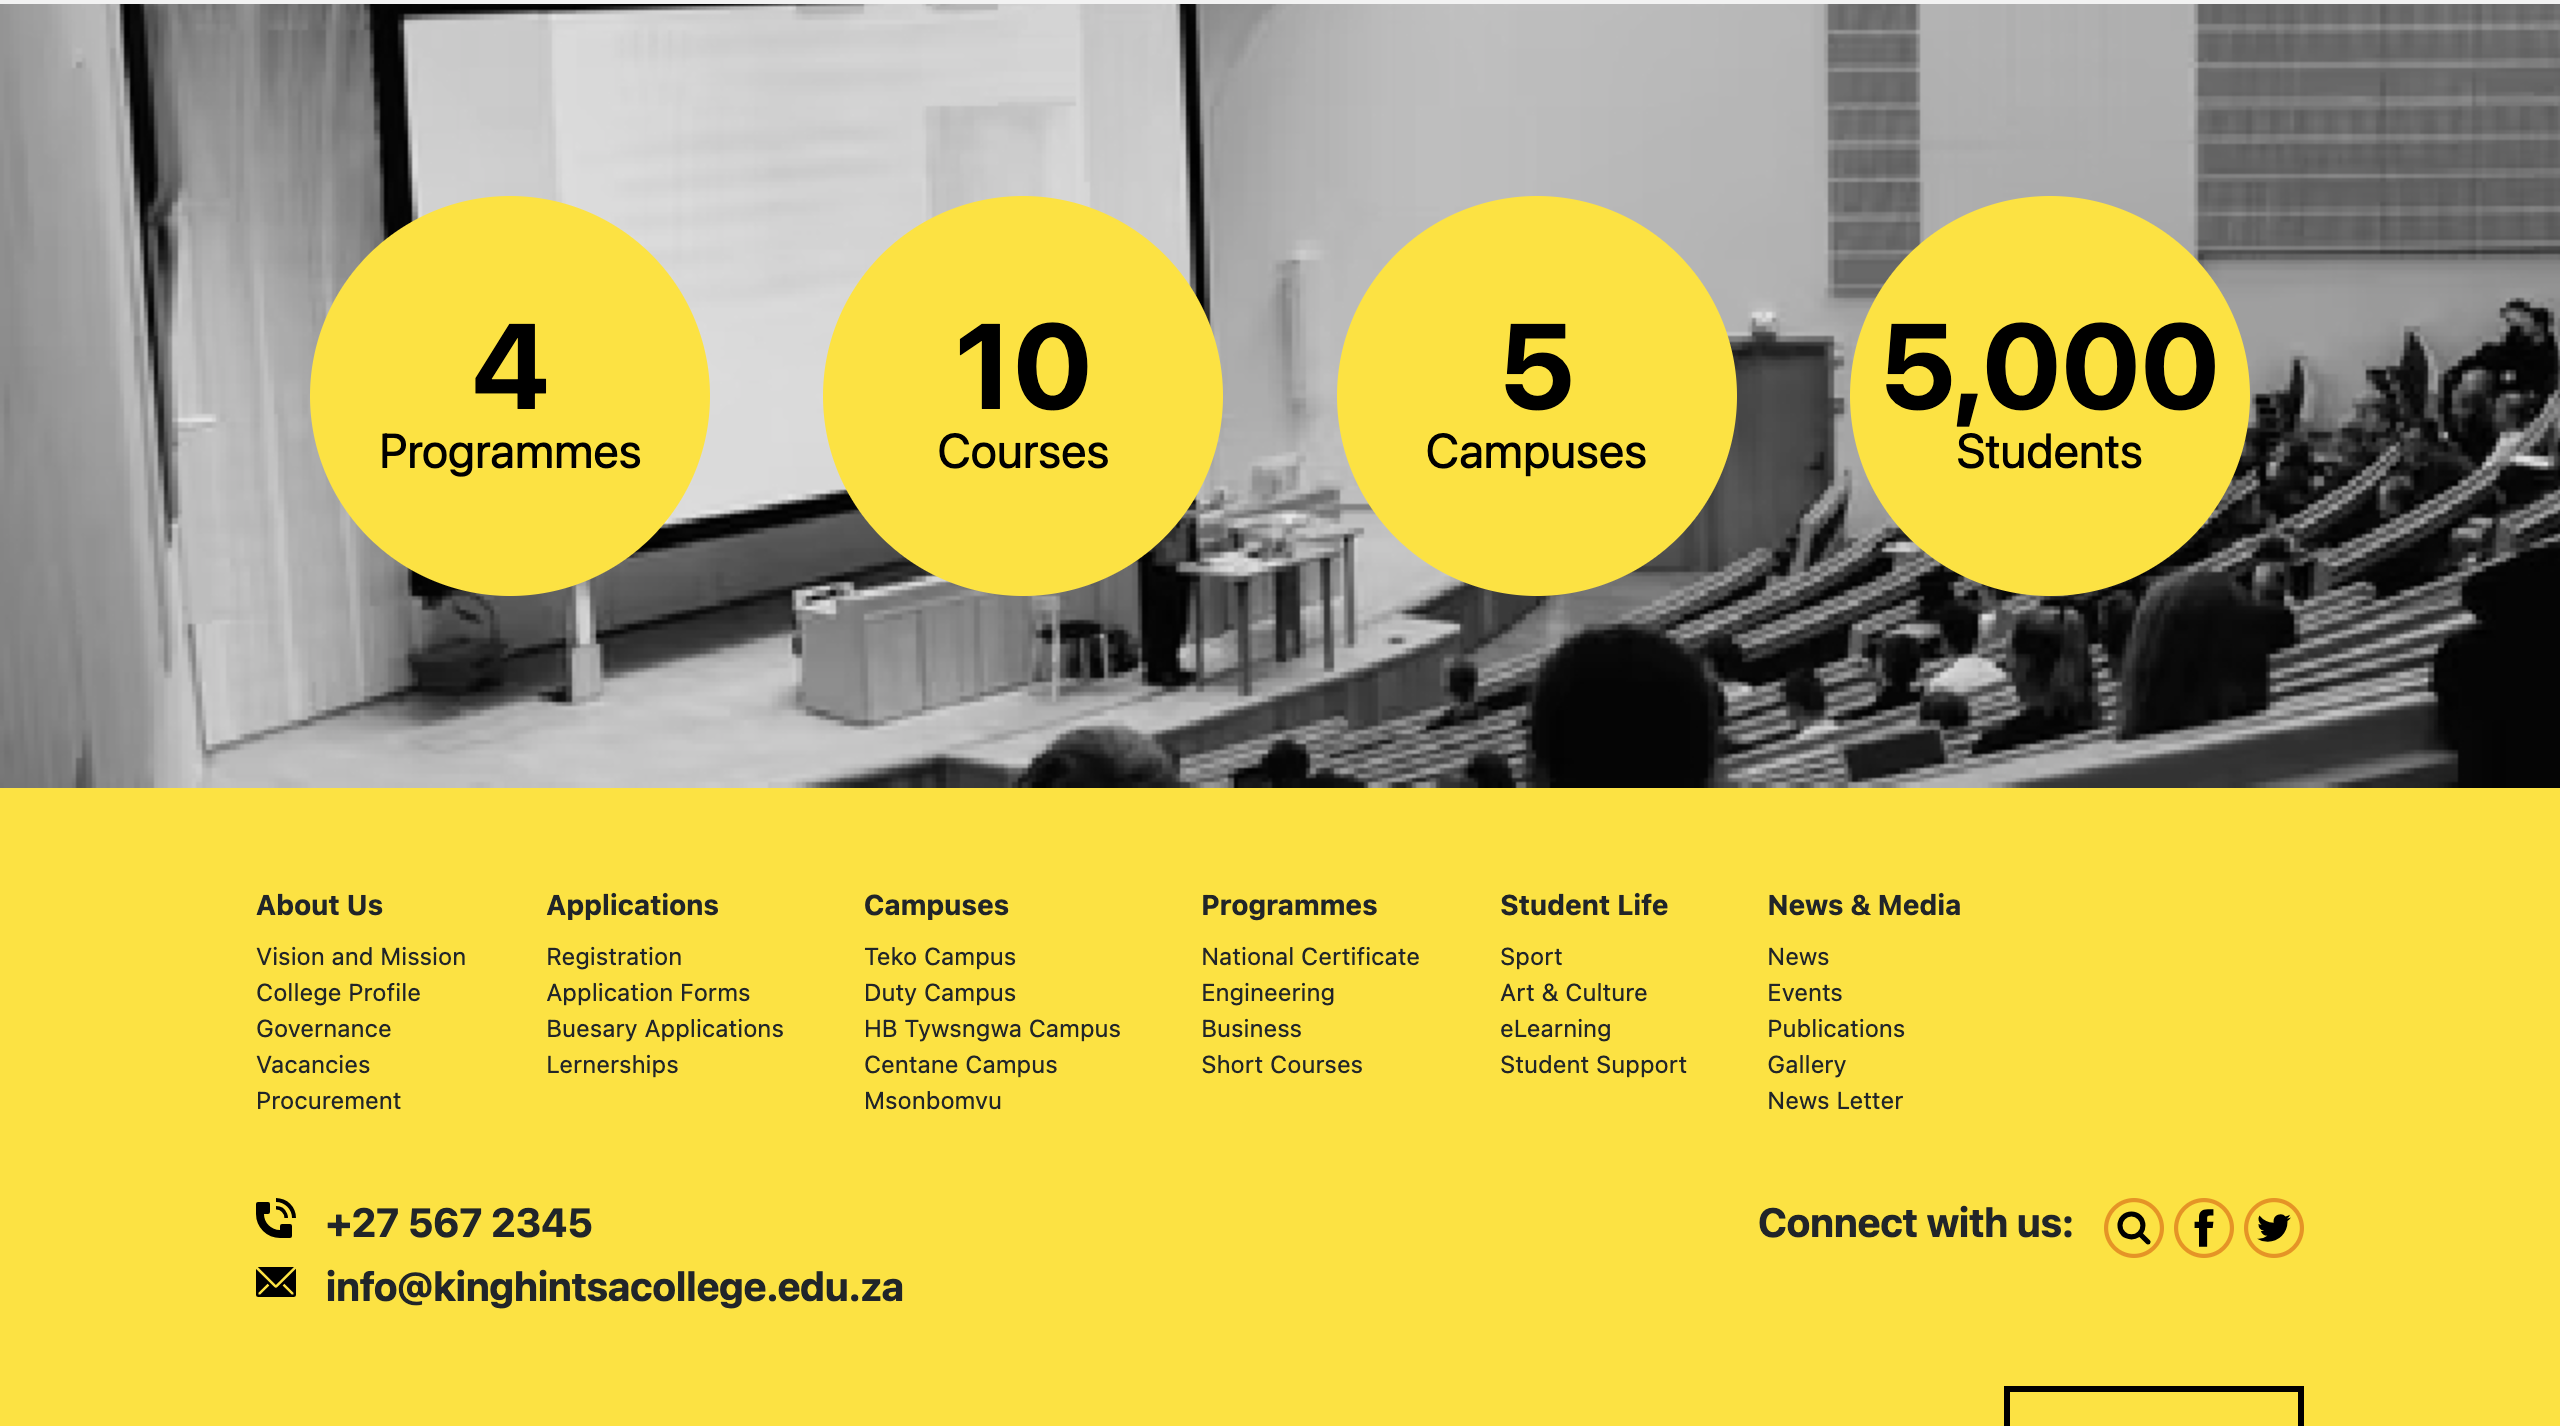 4
Programmes
10
Courses
5
Campuses
5,000
Students
About Us
Vision and Mission
College Profile
Governance
Vacancies
Procurement
Applications
Registration
Application Forms
Buesary Applications
Lernerships
Campuses
Teko Campus
Duty Campus
HB Tywsngwa Campus
Centane Campus
Msonbomvu
Programmes
National Certificate
Engineering
Business
Short Courses
Student Life
Sport
Art & Culture
eLearning
Student Support
News & Media
News
Events
Publications
Gallery
News Letter
+27 567 2345
info@kinghintsacollege.edu.za
Connect with us: